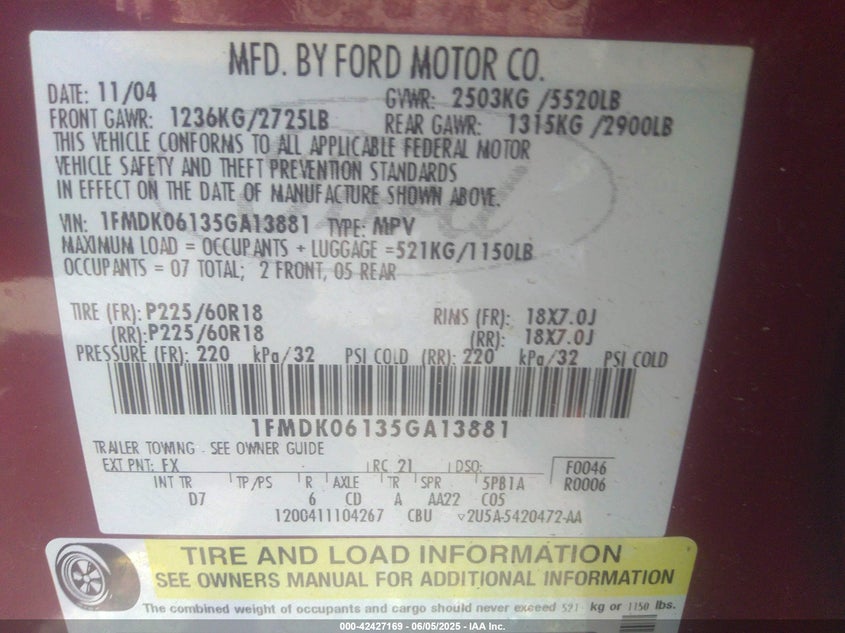 MFD. BY FORD MOTOR CO.
DATE: 11/04 GVWR: 2503KG /5520LB
FRONT GAWR: 1236KG/2725LB REAR GAWR: 1315KG /2900LB
THIS VEHICLE CONFORMS TO ALL APPLICABLE FEDERAL MOTOR
VEHICLE SAFETY AND THEFT PREVENTION STANDARDS
IN EFFECT ON THE DATE OF MANUFACTURE SHOWN ABOVE.
VIN: 1FMDK06135GA13881 TYPE: MPV
MAXIMUM LOAD = OCCUPANTS + LUGGAGE =521KG/1150LB
OCCUPANTS = 07 TOTAL; 2 FRONT, 05 REAR
TIRE (FR): P225/60R18 RIMS (FR): 18X7.0J
(RR): P225/60R18 (RR): 18X7.0J
PRESSURE (FR): 220 kPa/32 PSI COLD (RR): 220 kPa/32 PSI COLD
1FMDK06135GA13881
TRAILER TOWING - SEE OWNER GUIDE
EXT PNT: FX RC 21 DSO: F0046
INT TR TP/PS R AXLE TR SPR 5PB1A R0006
D7 6 CD A AA22 C05
1200411104267 CBU ▽2U5A-5420472-AA
TIRE AND LOAD INFORMATION
SEE OWNERS MANUAL FOR ADDITIONAL INFORMATION
The combined weight of occupants and cargo should never exceed 521 kg or 1150 lbs.
000-42427169 - 06/05/2025 - IAA Inc.